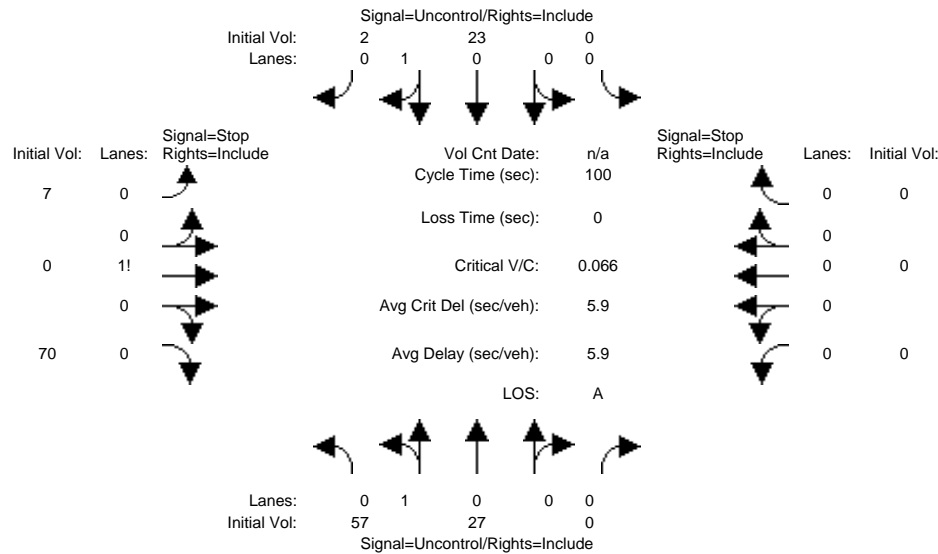 Signal=Uncontrol/Rights=Include
Initial Vol: 2 23 0
Lanes: 0 1 0 0 0
Signal=Stop Signal=Stop
Initial Vol: Lanes: Rights=Include Vol Cnt Date: n/a Rights=Include Lanes: Initial Vol:
Cycle Time (sec): 100
7 0 0 0
Loss Time (sec): 0
0 0
0 1! Critical V/C: 0.066 0 0
0 Avg Crit Del (sec/veh): 5.9 0
70 0 Avg Delay (sec/veh): 5.9 0 0
LOS: A
Lanes: 0 1 0 0 0
Initial Vol: 57 27 0
Signal=Uncontrol/Rights=Include